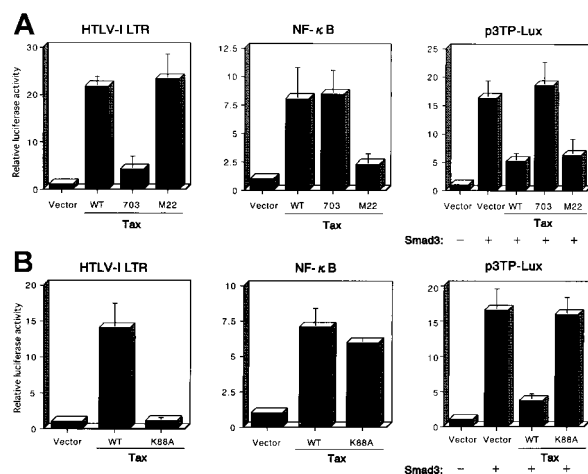 A
HTLV-I LTR
NF-κB
p3TP-Lux
Relative luciferase activity
30
20
10
0
12.5
10
7.5
5
2.5
0
25
20
15
10
5
0
Vector WT 703 M22
Tax
Vector WT 703 M22
Tax
Vector Vector WT 703 M22
Tax
Smad3: − + + + +
B
HTLV-I LTR
NF-κB
p3TP-Lux
Relative luciferase activity
20
15
10
5
0
10
7.5
5
2.5
0
20
15
10
5
0
Vector WT K88A
Tax
Vector WT K88A
Tax
Vector Vector WT K88A
Tax
Smad3: − + + +